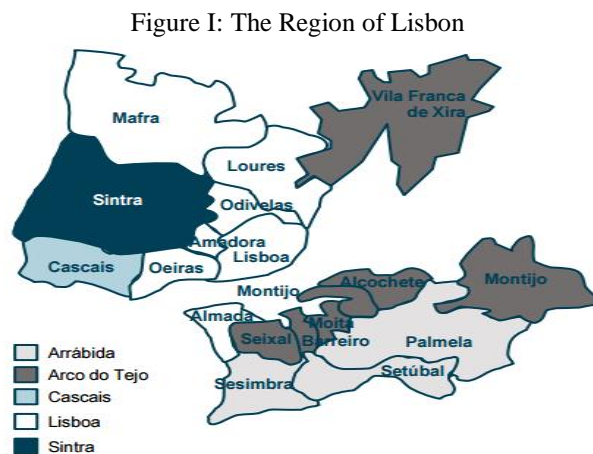 Figure I: The Region of Lisbon
Vila Franca
de Xira
Mafra
Loures
Sintra
Odivelas
Amadora
Lisboa
Cascais
Oeiras
Montijo
Alcochete
Montijo
Almada
Moita
Seixal
Barreiro
Palmela
Sesimbra
Setúbal
Arrábida
Arco do Tejo
Cascais
Lisboa
Sintra